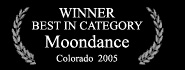 WINNER
BEST IN CATEGORY
Moondance
Colorado 2005